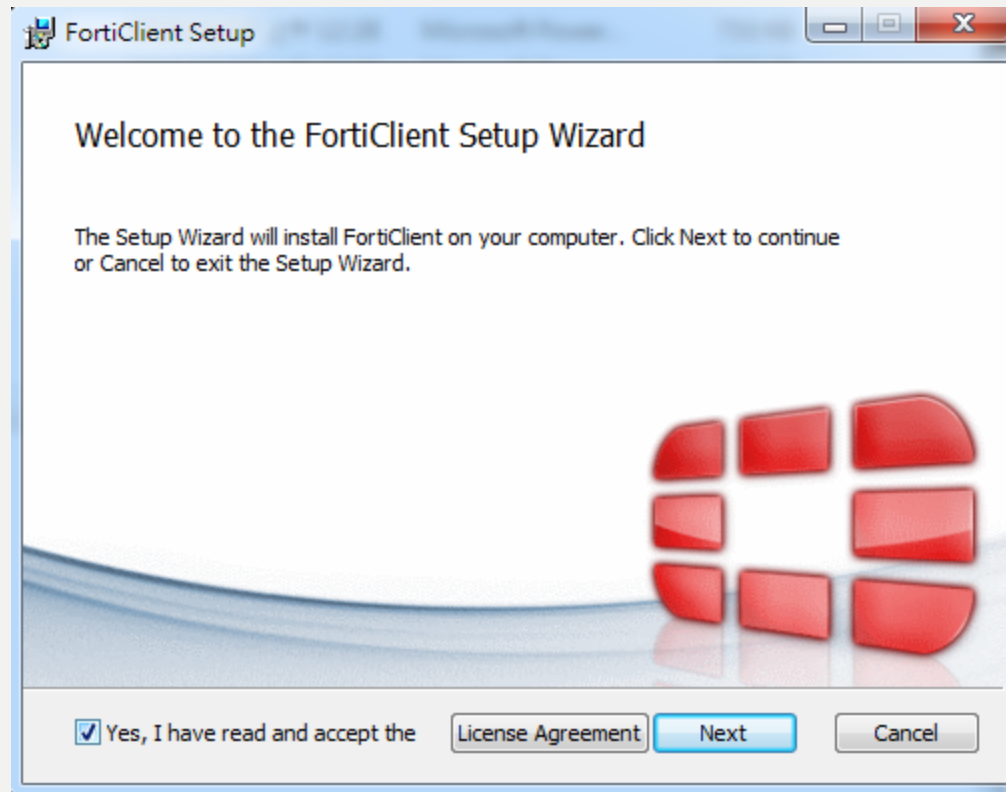 FortiClient Setup
Welcome to the FortiClient Setup Wizard
The Setup Wizard will install FortiClient on your computer. Click Next to continue
or Cancel to exit the Setup Wizard.
Yes, I have read and accept the License Agreement Next Cancel